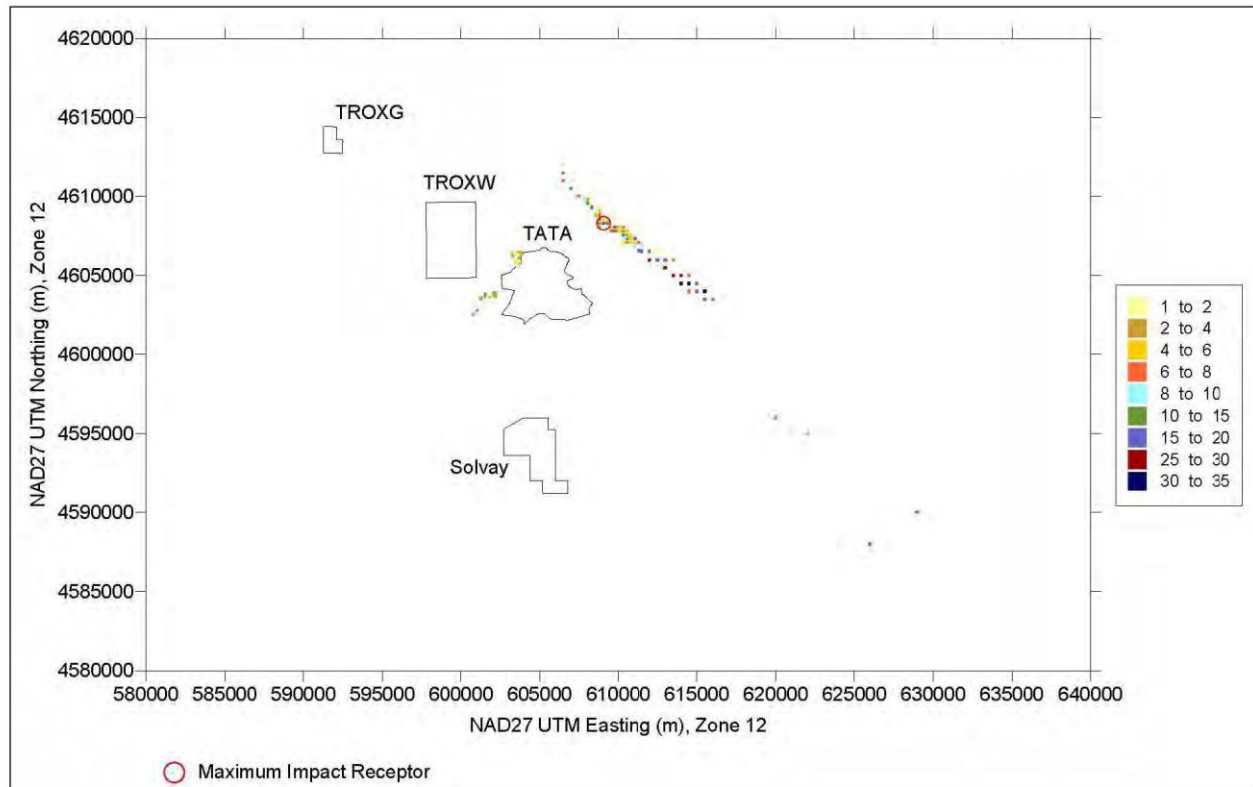 4620000
4615000
4610000
4605000
4600000
4595000
4590000
4585000
4580000
NAD27 UTM Northing (m), Zone 12
TROXG
TROXW
TATA
Solvay
1 to 2
2 to 4
4 to 6
6 to 8
8 to 10
10 to 15
15 to 20
25 to 30
30 to 35
580000 585000 590000 595000 600000 605000 610000 615000 620000 625000 630000 635000 640000
NAD27 UTM Easting (m), Zone 12
Maximum Impact Receptor